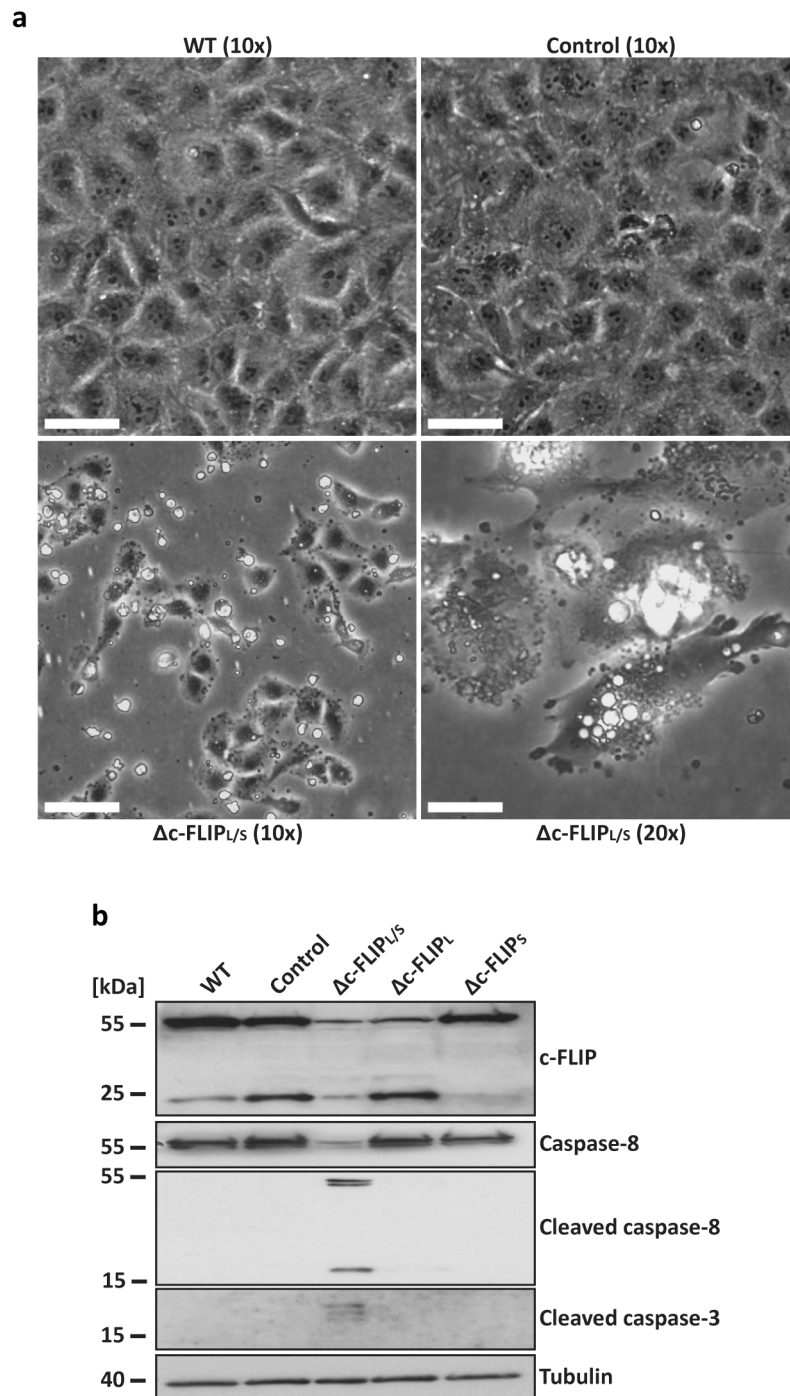 a
WT (10x)
Control (10x)
Δc-FLIPL/S (10x)
Δc-FLIPL/S (20x)
b
[kDa]
WT
Control
Δc-FLIPL/S
Δc-FLIPL
Δc-FLIPS
55
25
c-FLIP
55
Caspase-8
55
15
Cleaved caspase-8
15
Cleaved caspase-3
40
Tubulin